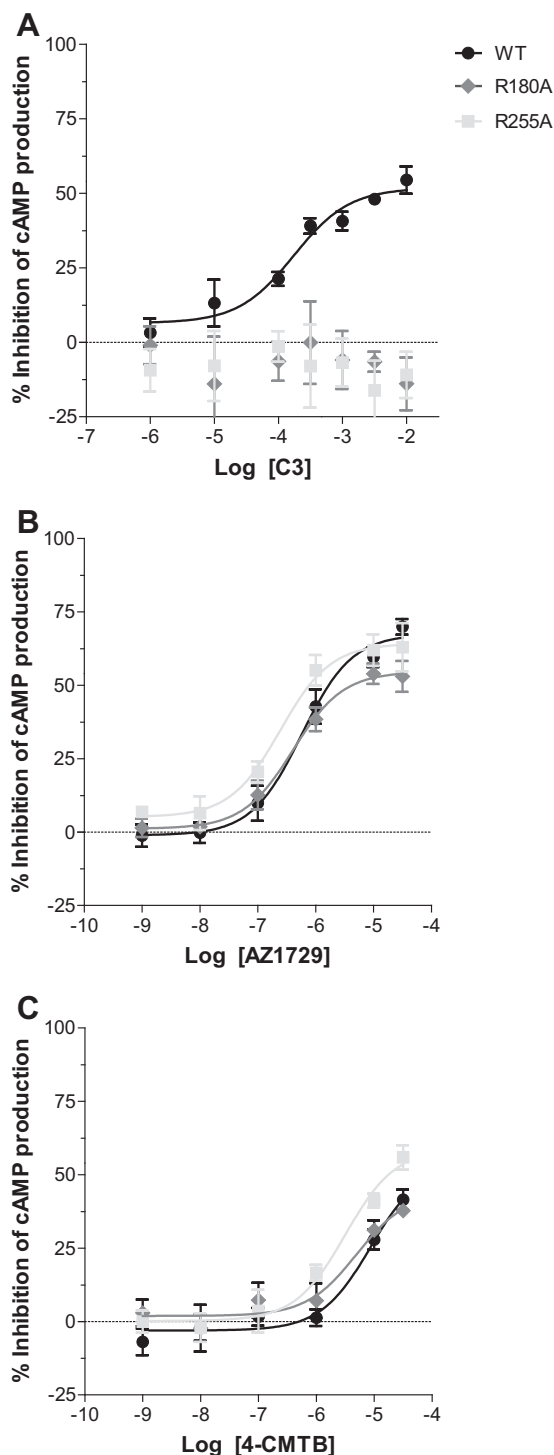 A
100
75
50
25
0
-25
% Inhibition of cAMP production
-7 -6 -5 -4 -3 -2
Log [C3]
WT
R180A
R255A
B
100
75
50
25
0
-25
% Inhibition of cAMP production
-10 -9 -8 -7 -6 -5 -4
Log [AZ1729]
C
100
75
50
25
0
-25
% Inhibition of cAMP production
-10 -9 -8 -7 -6 -5 -4
Log [4-CMTB]